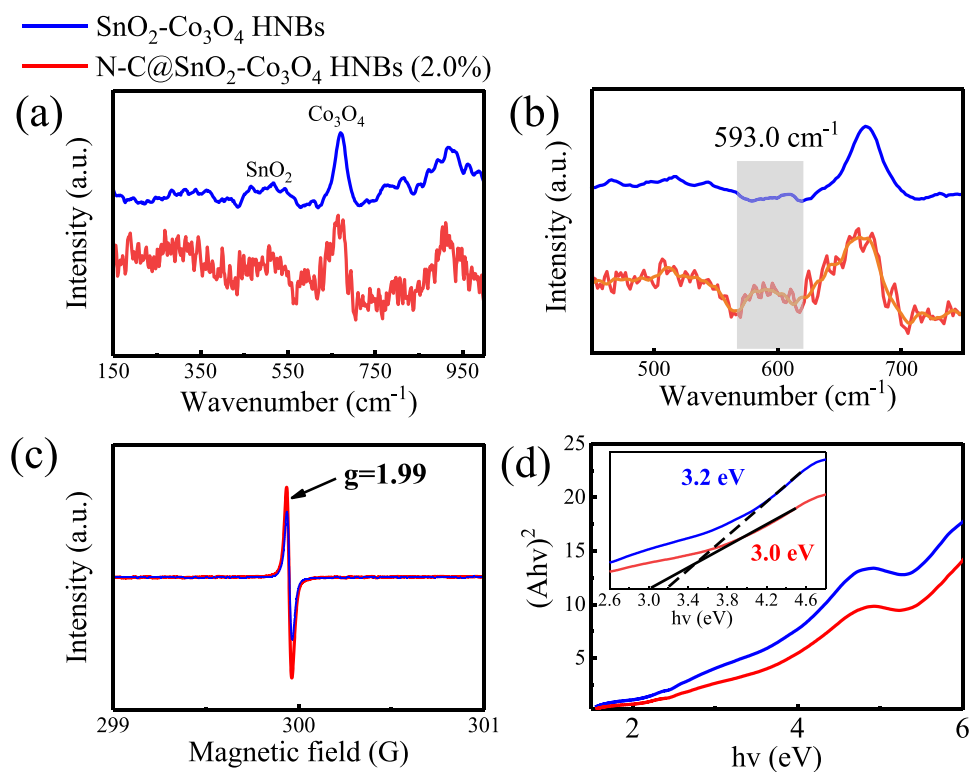 SnO₂-Co₃O₄ HNBs
N-C@SnO₂-Co₃O₄ HNBs (2.0%)
(a)
Co₃O₄
SnO₂
Intensity (a.u.)
Intensity (a.u.)
150 350 550 750 950
Wavenumber (cm⁻¹)
(b)
593.0 cm⁻¹
Intensity (a.u.)
500 600 700
Wavenumber (cm⁻¹)
(c)
g=1.99
Intensity (a.u.)
299 300 301
Magnetic field (G)
(d)
25
20
15
10
5
(Ahv)²
3.2 eV
3.0 eV
2.6 3.0 3.4 3.8 4.2 4.6
hv (eV)
2 4 6
hv (eV)